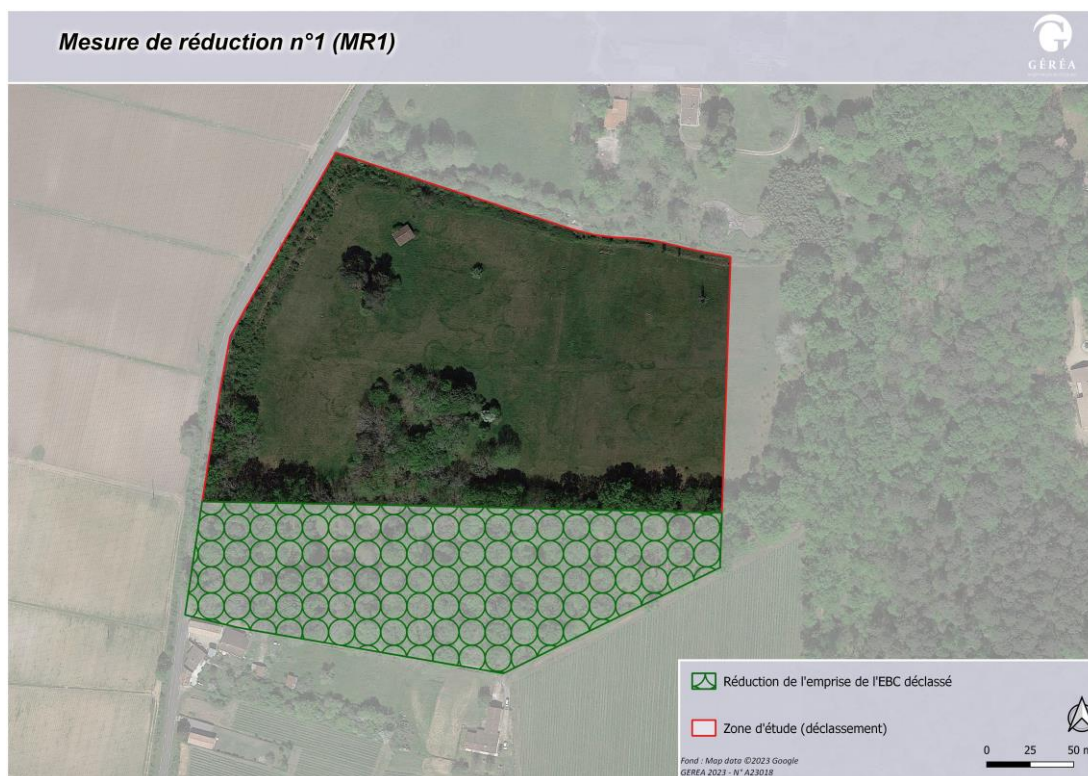 Mesure de réduction n°1 (MR1)
GÉRÉA
Réduction de l'emprise de l'EBC déclassé
Zone d'étude (déclassement)
Fond : Map data ©2023 Google
GEREA 2023 - N° A23018
0 25 50 m